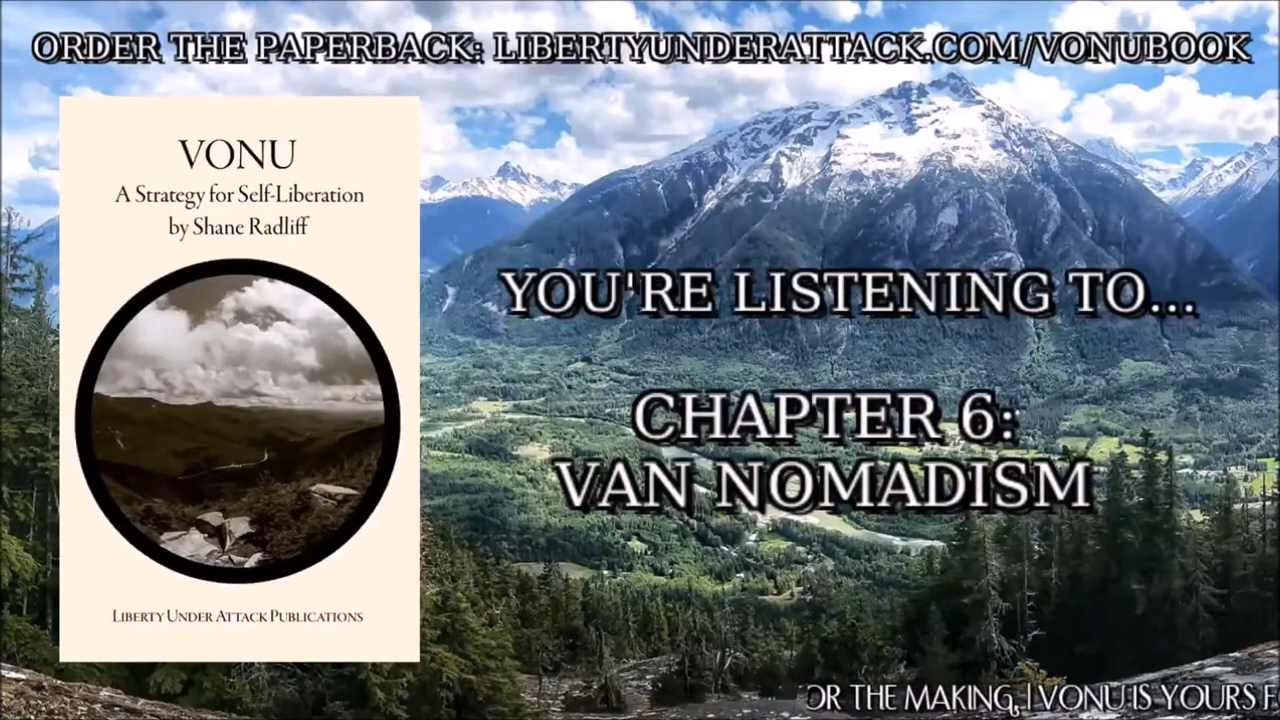 ORDER THE PAPERBACK: LIBERTYUNDERATTACK.COM/VONUBOOK
VONU
A Strategy for Self-Liberation
by Shane Radliff
LIBERTY UNDER ATTACK PUBLICATIONS
YOU'RE LISTENING TO...
CHAPTER 6:
VAN NOMADISM
OR THE MAKING, | VONU IS YOURS F